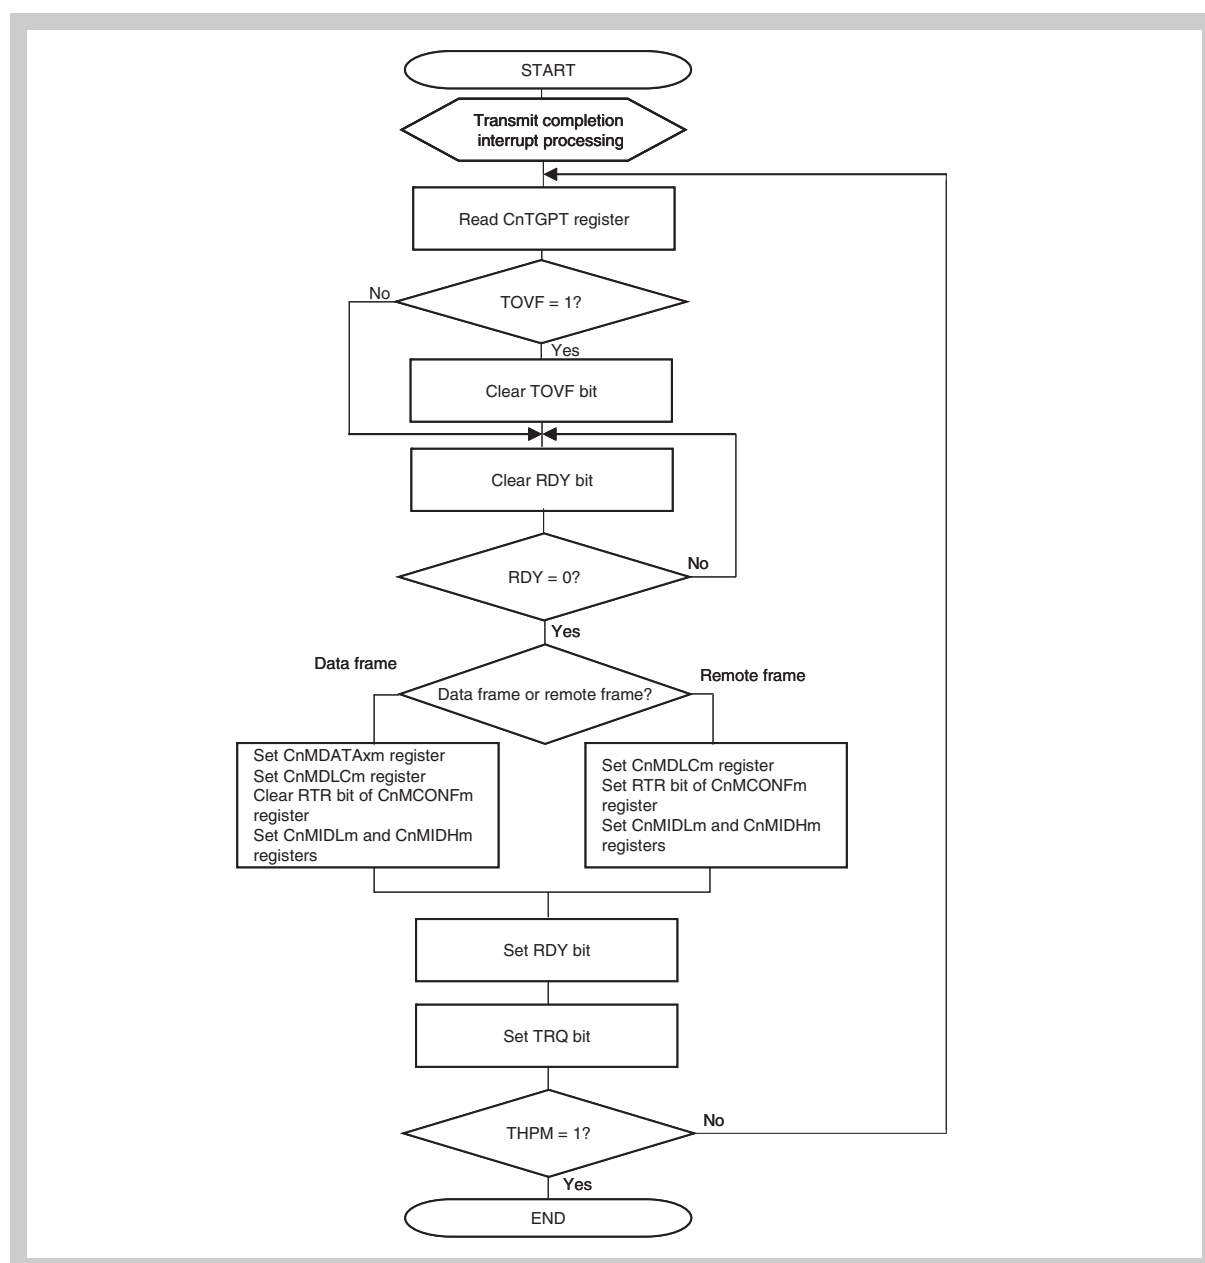 START
Transmit completion
interrupt processing
Read CnTGPT register
No
TOVF = 1?
Yes
Clear TOVF bit
Clear RDY bit
No
RDY = 0?
Yes
Data frame
Remote frame
Data frame or remote frame?
Set CnMDATAxm register
Set CnMDLCm register
Clear RTR bit of CnMCONFm
register
Set CnMIDLm and CnMIDHm
registers
Set CnMDLCm register
Set RTR bit of CnMCONFm
register
Set CnMIDLm and CnMIDHm
registers
Set RDY bit
Set TRQ bit
No
THPM = 1?
Yes
END